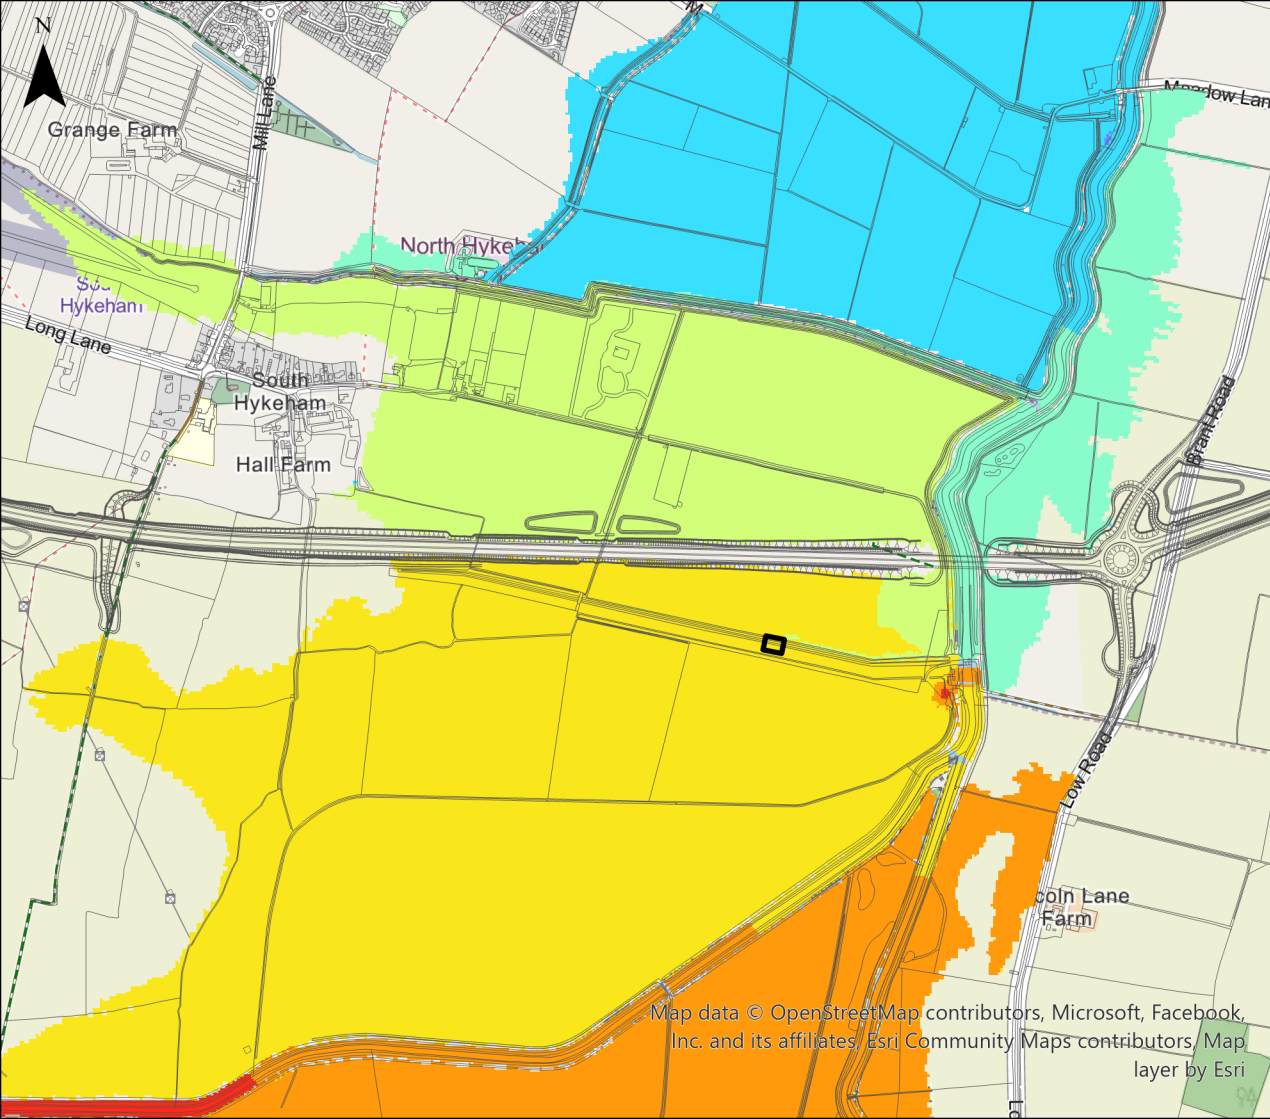 N
Grange Farm
Mill Lane
Meadow Lan
North Hykeha
South
Hykeham
Long Lane
South
Hykeham
Hall Farm
Brant Road
Low Road
coln Lane
Farm
Map data © OpenStreetMap contributors, Microsoft, Facebook,
Inc. and its affiliates, Esri Community Maps contributors, Map
layer by Esri